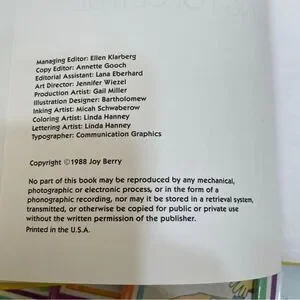 Managing Editor: Ellen Klarberg
Copy Editor: Annette Gooch
Editorial Assistant: Lana Eberhard
Art Director: Jennifer Wiezel
Production Artist: Gail Miller
Illustration Designer: Bartholomew
Inking Artist: Micah Schwaberow
Coloring Artist: Linda Hanney
Lettering Artist: Linda Hanney
Typographer: Communication Graphics
Copyright ©1988 Joy Berry
No part of this book may be reproduced by any mechanical,
photographic or electronic process, or in the form of a
phonographic recording, nor may it be stored in a retrieval system,
transmitted, or otherwise be copied for public or private use
without the written permission of the publisher.
Printed in the U.S.A.